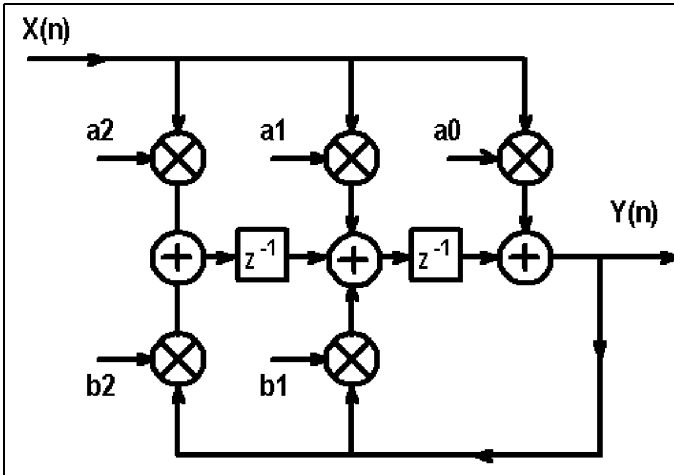 X(n)
a2 a1 a0
Y(n)
+ z⁻¹ + z⁻¹ +
b2 b1